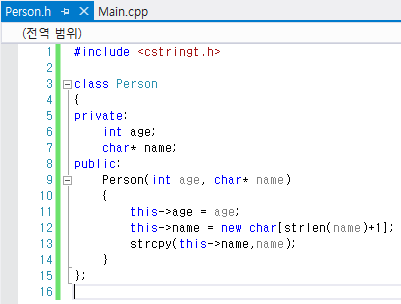 Person.h Main.cpp
(전역 범위)
1 #include <cstringt.h>
2
3 class Person
4 {
5 private:
6 int age;
7 char* name;
8 public:
9 Person(int age, char* name)
10 {
11 this->age = age;
12 this->name = new char[strlen(name)+1];
13 strcpy(this->name,name);
14 }
15 };
16